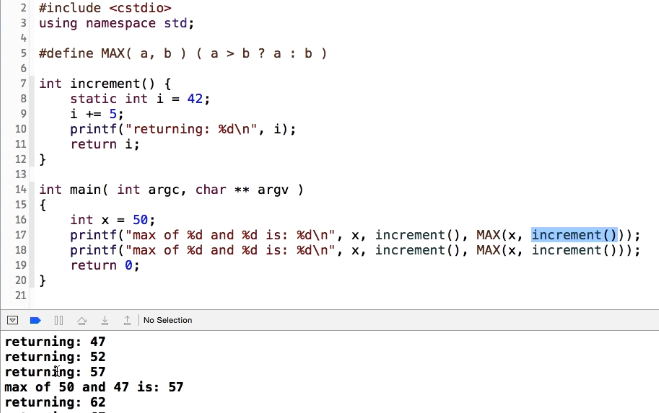 2 #include <cstdio>
3 using namespace std;
4
5 #define MAX( a, b ) ( a > b ? a : b )
6
7 int increment() {
8 static int i = 42;
9 i += 5;
10 printf("returning: %d\n", i);
11 return i;
12 }
13
14 int main( int argc, char ** argv )
15 {
16 int x = 50;
17 printf("max of %d and %d is: %d\n", x, increment(), MAX(x, increment()));
18 printf("max of %d and %d is: %d\n", x, increment(), MAX(x, increment()));
19 return 0;
20 }
21
No Selection
returning: 47
returning: 52
returning: 57
max of 50 and 47 is: 57
returning: 62